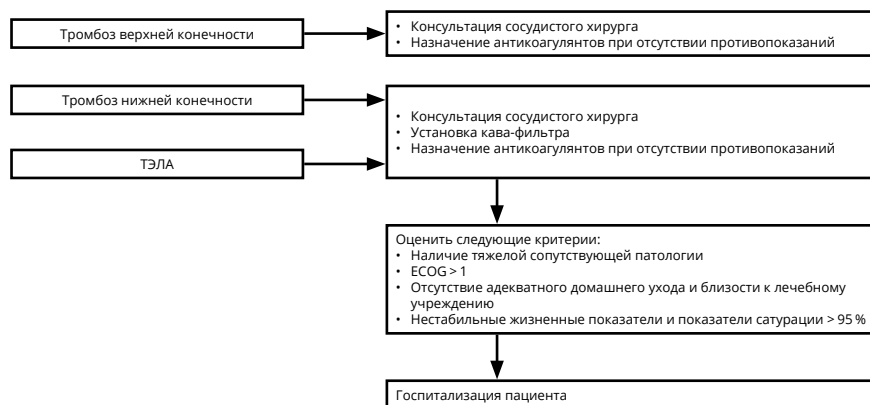 Тромбоз верхней конечности
• Консультация сосудистого хирурга
• Назначение антикоагулянтов при отсутствии противопоказаний
Тромбоз нижней конечности
ТЭЛА
• Консультация сосудистого хирурга
• Установка кава-фильтра
• Назначение антикоагулянтов при отсутствии противопоказаний
Оценить следующие критерии:
• Наличие тяжелой сопутствующей патологии
• ECOG > 1
• Отсутствие адекватного домашнего ухода и близости к лечебному
учреждению
• Нестабильные жизненные показатели и показатели сатурации > 95 %
Госпитализация пациента